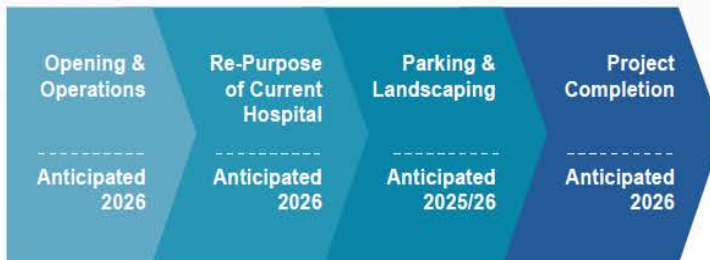 Opening &
Operations
Anticipated
2026
Re-Purpose
of Current
Hospital
Anticipated
2026
Parking &
Landscaping
Anticipated
2025/26
Project
Completion
Anticipated
2026